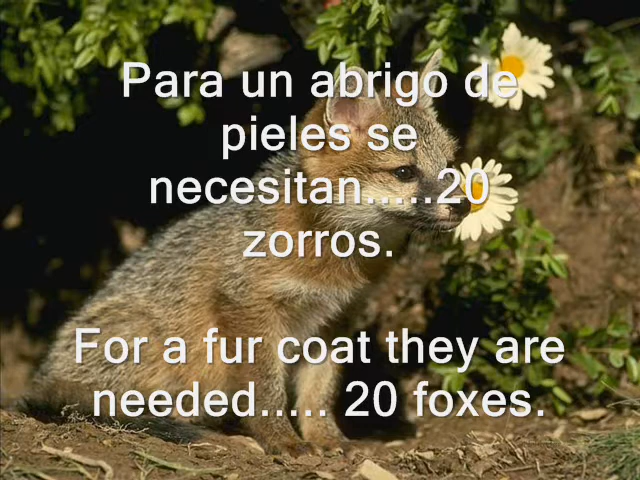 Para un abrigo de
pieles se
necesitan.....20
zorros.
For a fur coat they are
needed..... 20 foxes.